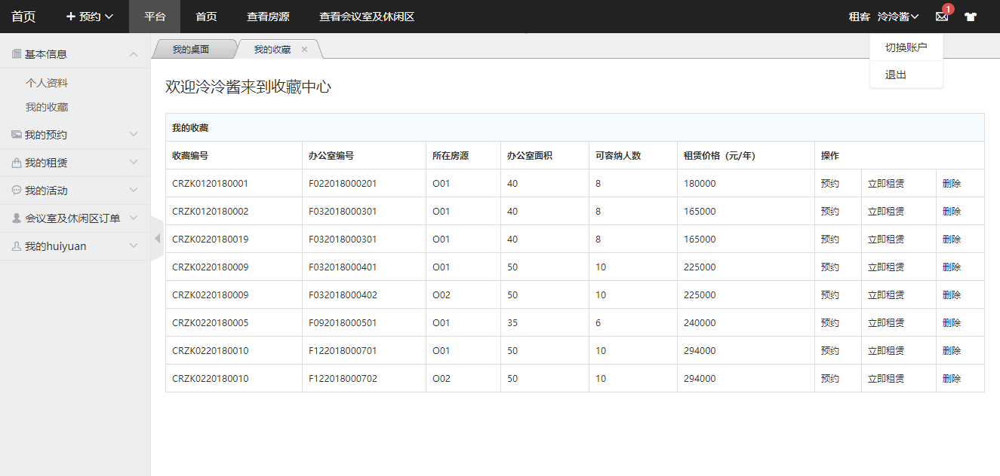 首页 预约 平台 首页 查看房源 查看会议室及休闲区 租客 泠泠酱 1
切换账户
退出
基本信息
个人资料
我的收藏
我的预约
我的租赁
我的活动
会议室及休闲区订单
我的huiyuan
我的桌面 我的收藏
欢迎泠泠酱来到收藏中心
我的收藏
收藏编号 办公室编号 所在房源 办公室面积 可容纳人数 租赁价格（元/年） 操作
CRZK0120180001 F022018000201 O01 40 8 180000 预约 立即租赁 删除
CRZK0120180002 F032018000301 O01 40 8 165000 预约 立即租赁 删除
CRZK0220180019 F032018000301 O01 40 8 165000 预约 立即租赁 删除
CRZK0220180009 F032018000401 O01 50 10 225000 预约 立即租赁 删除
CRZK0220180009 F032018000402 O02 50 10 225000 预约 立即租赁 删除
CRZK0220180005 F092018000501 O01 35 6 240000 预约 立即租赁 删除
CRZK0220180010 F122018000701 O01 50 10 294000 预约 立即租赁 删除
CRZK0220180010 F122018000702 O02 50 10 294000 预约 立即租赁 删除